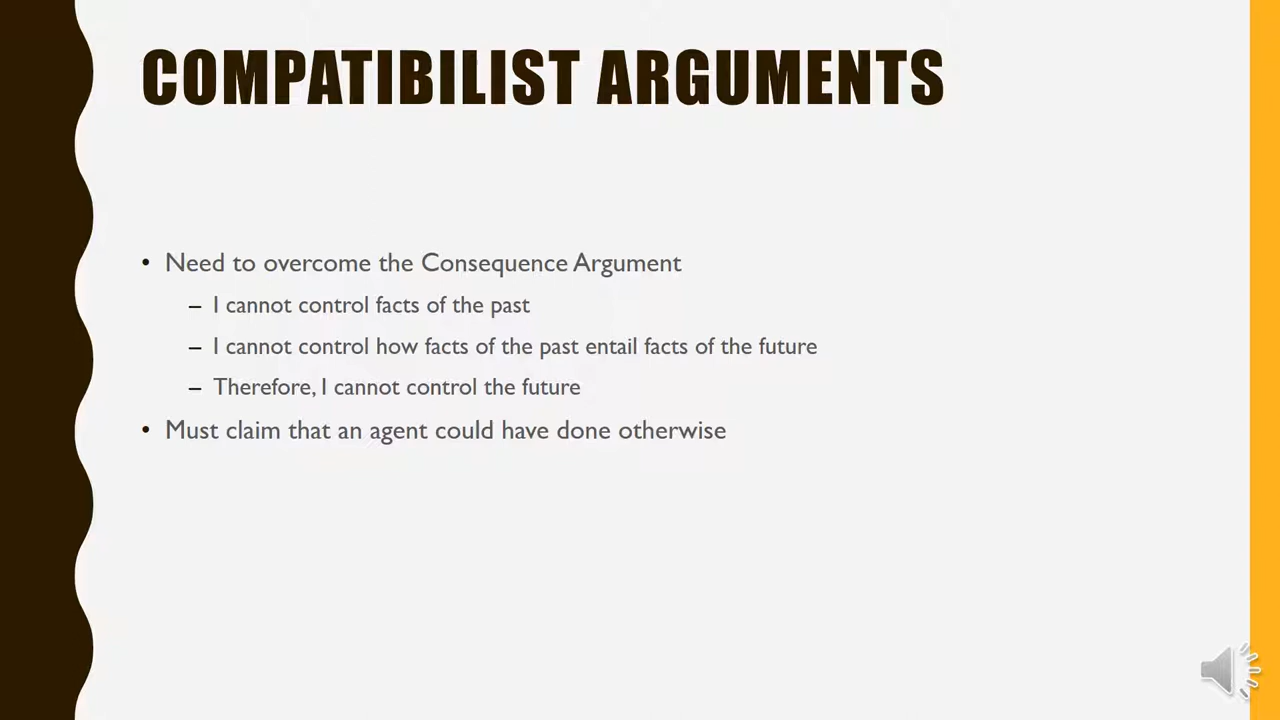 COMPATIBILIST ARGUMENTS
• Need to overcome the Consequence Argument
– I cannot control facts of the past
– I cannot control how facts of the past entail facts of the future
– Therefore, I cannot control the future
• Must claim that an agent could have done otherwise